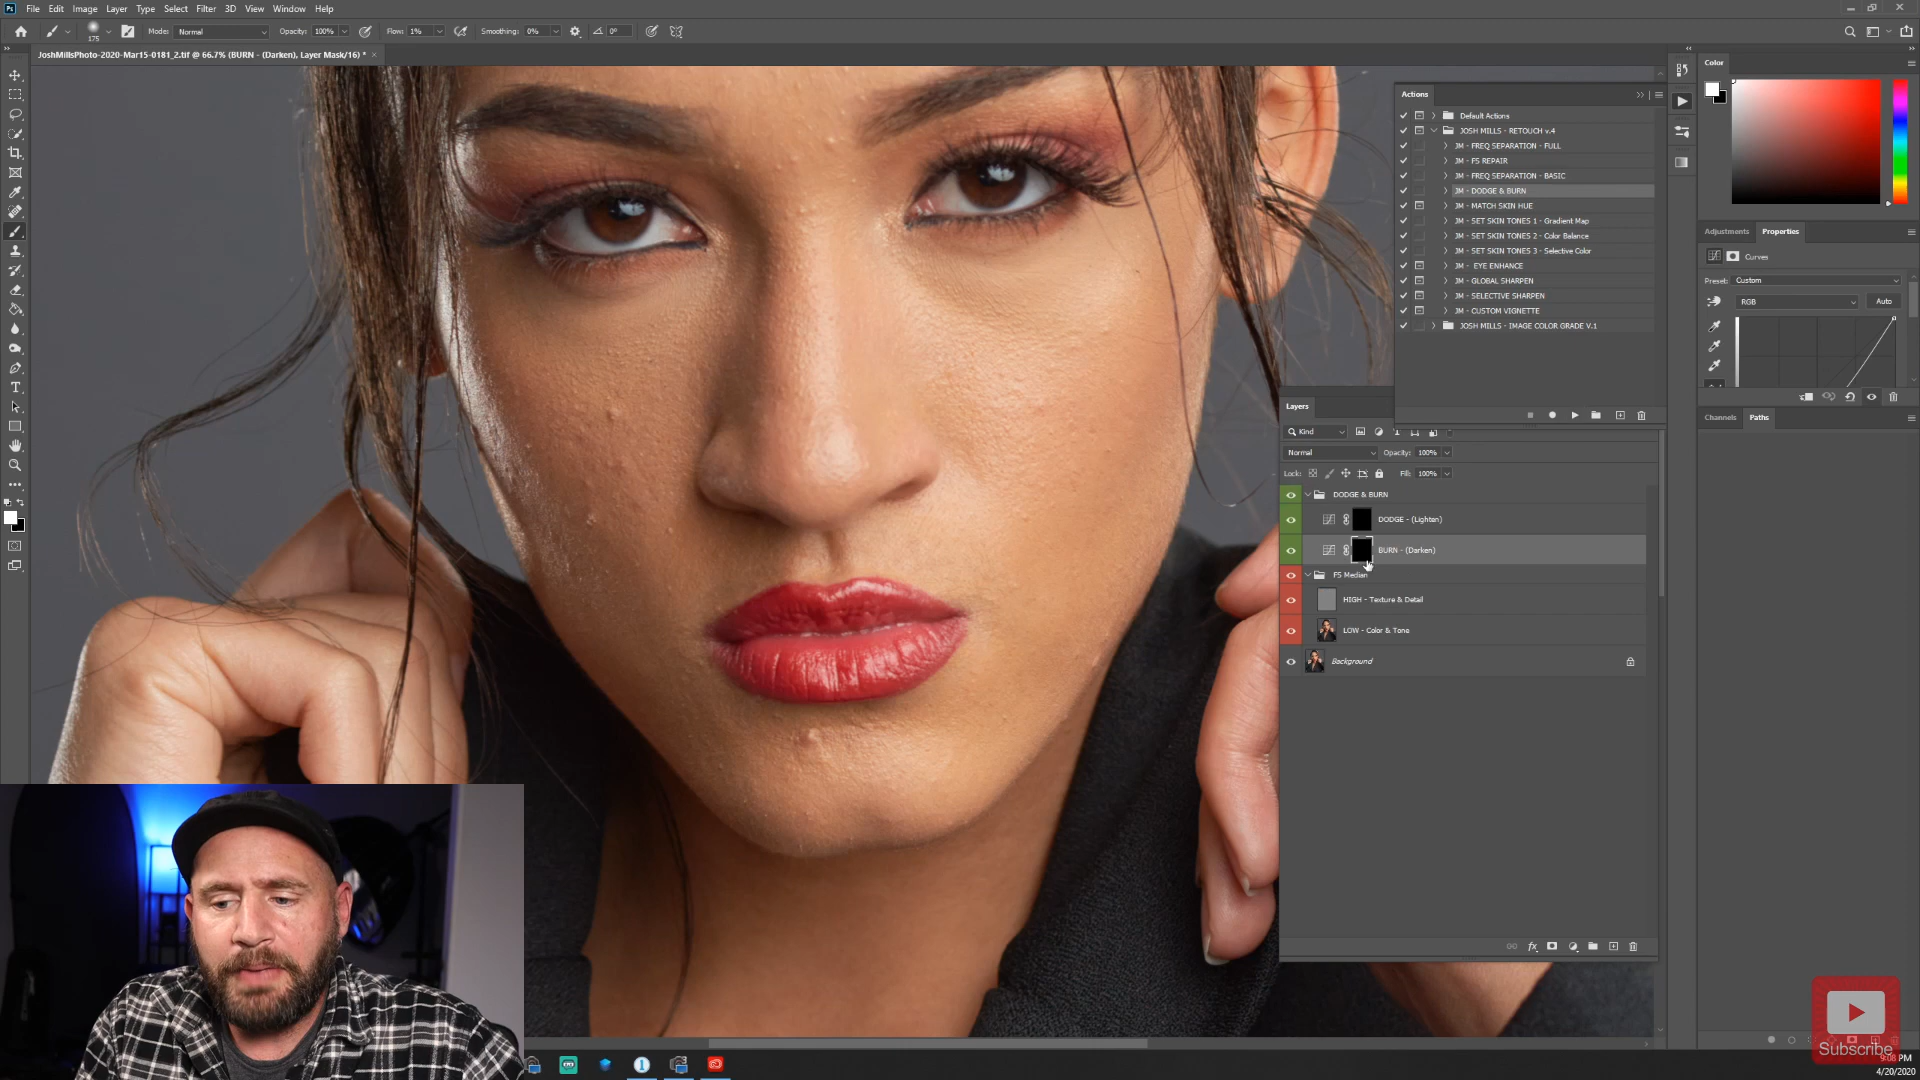 Ps File Edit Image Layer Type Select Filter 3D View Window Help
175 Mode: Normal Opacity: 100% Flow: 1% Smoothing: 0% 0°
JoshMillsPhoto-2020-Mar15-0181_2.tif @ 66.7% (BURN - (Darken), Layer Mask/16) * ×
Actions
Default Actions
JOSH MILLS - RETOUCH v.4
JM - FREQ SEPARATION - FULL
JM - FS REPAIR
JM - FREQ SEPARATION - BASIC
JM - DODGE & BURN
JM - MATCH SKIN HUE
JM - SET SKIN TONES 1 - Gradient Map
JM - SET SKIN TONES 2 - Color Balance
JM - SET SKIN TONES 3 - Selective Color
JM - EYE ENHANCE
JM - GLOBAL SHARPEN
JM - SELECTIVE SHARPEN
JM - CUSTOM VIGNETTE
JOSH MILLS - IMAGE COLOR GRADE V.1
Layers
Kind
Normal Opacity: 100%
Lock: Fill: 100%
DODGE & BURN
DODGE - (Lighten)
BURN - (Darken)
FS Median
HIGH - Texture & Detail
LOW - Color & Tone
Background
Color
Adjustments Properties
Curves
Preset: Custom
RGB Auto
Channels Paths
Subscribe
9:08 PM
4/20/2020